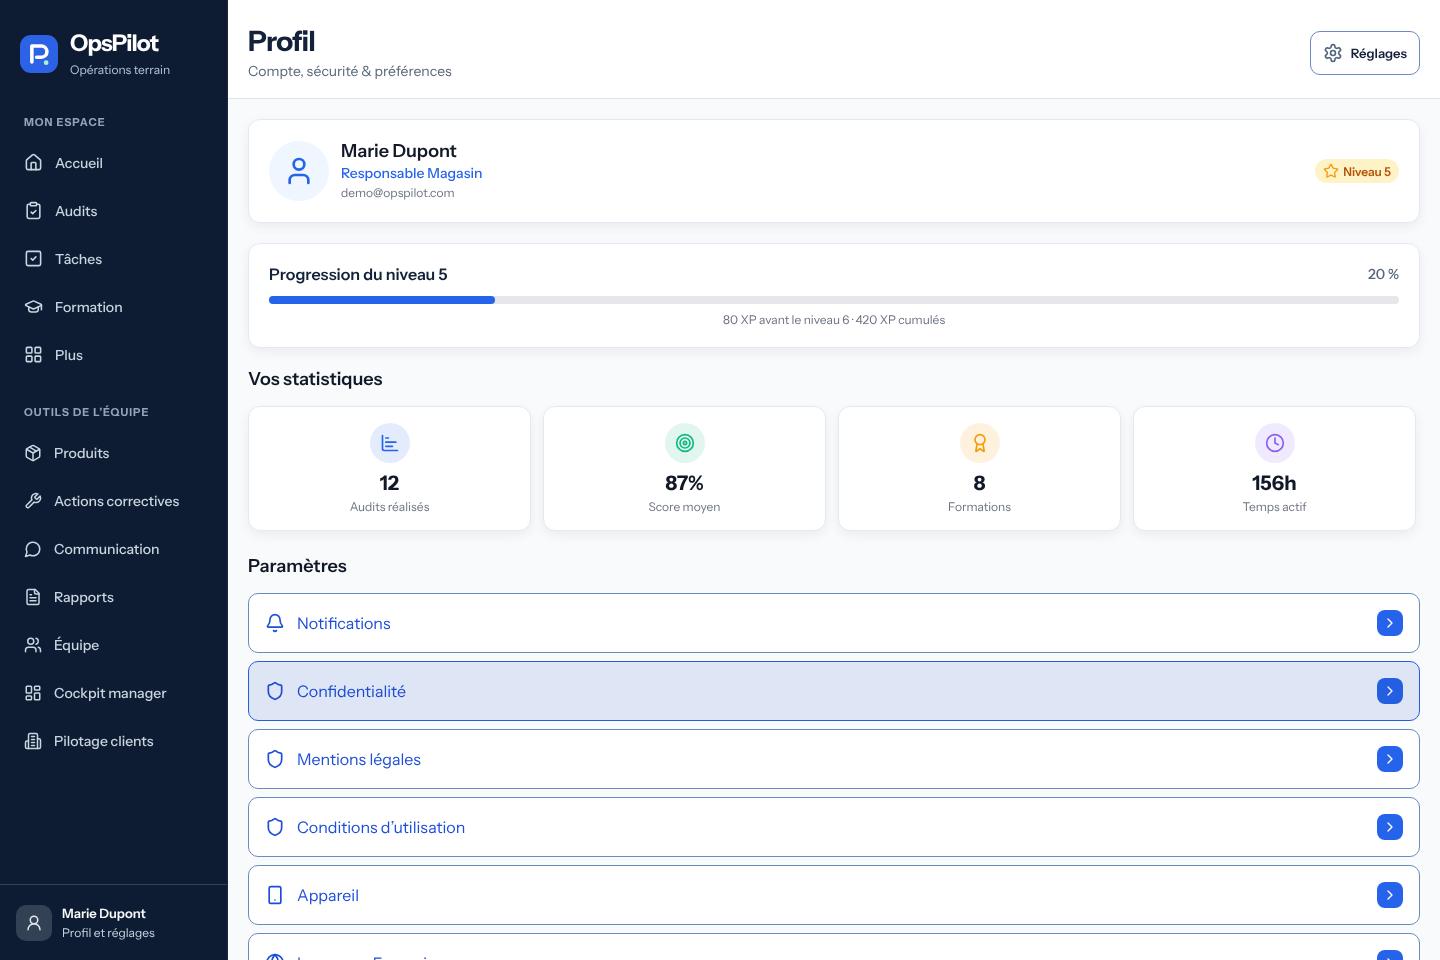 OpsPilot
Opérations terrain
MON ESPACE
Accueil
Audits
Tâches
Formation
Plus
OUTILS DE L'ÉQUIPE
Produits
Actions correctives
Communication
Rapports
Équipe
Cockpit manager
Pilotage clients
Marie Dupont
Profil et réglages
Profil
Compte, sécurité & préférences
Réglages
Marie Dupont
Responsable Magasin
demo@opspilot.com
Niveau 5
Progression du niveau 5
20 %
80 XP avant le niveau 6 · 420 XP cumulés
Vos statistiques
12
Audits réalisés
87%
Score moyen
8
Formations
156h
Temps actif
Paramètres
Notifications
Confidentialité
Mentions légales
Conditions d'utilisation
Appareil